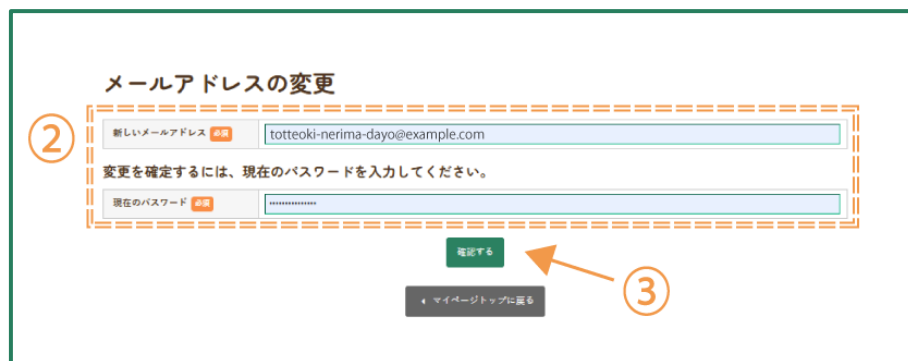 メールアドレスの変更
②
新しいメールアドレス 必須
totteoki-nerima-dayo@example.com
変更を確定するには、現在のパスワードを入力してください。
現在のパスワード 必須
確認する
③
マイページトップに戻る